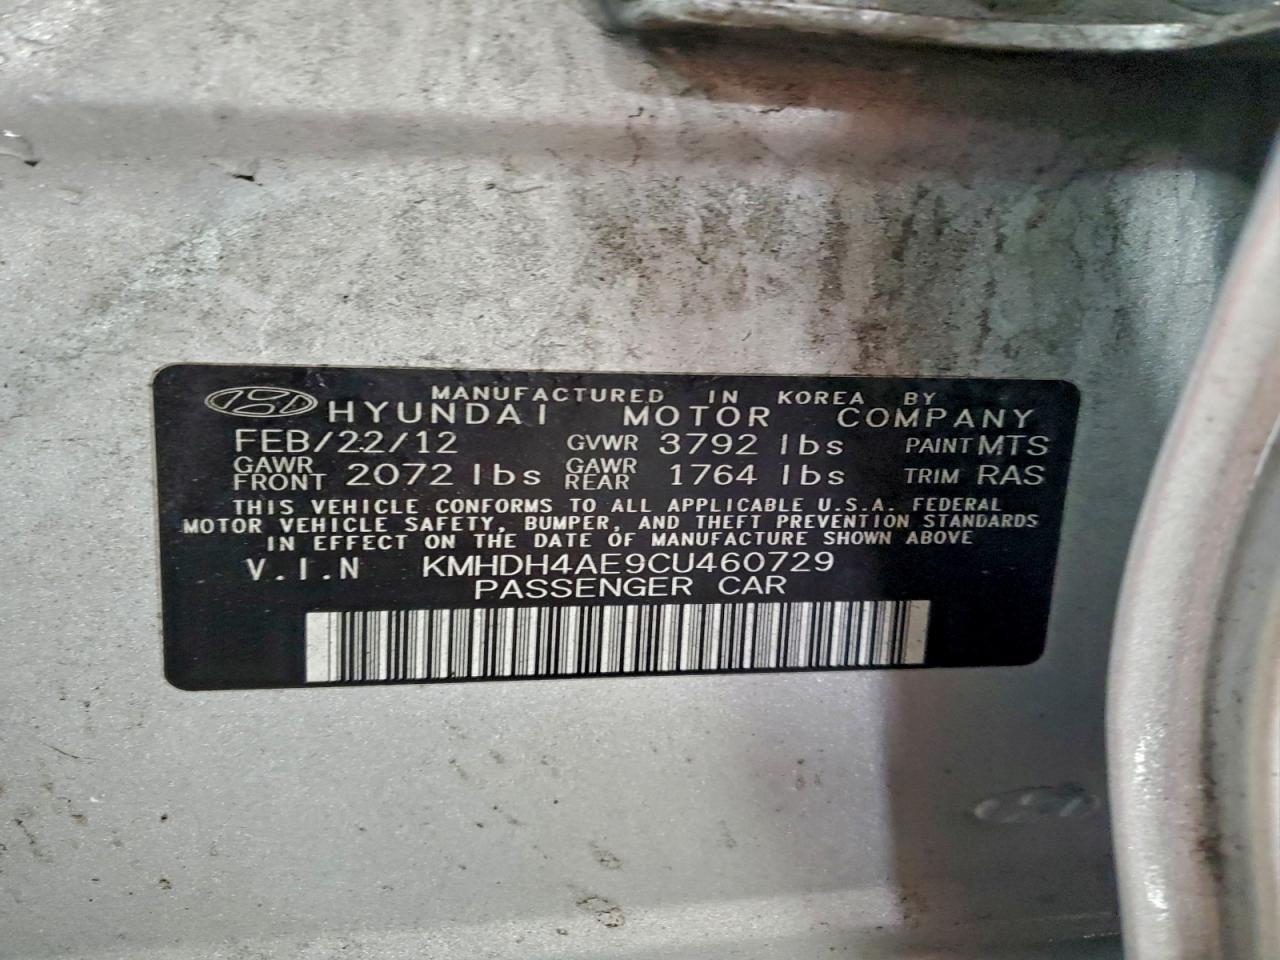 MANUFACTURED IN KOREA BY
HYUNDAI MOTOR COMPANY
FEB/22/12 GVWR 3792 lbs PAINT MTS
GAWR FRONT 2072 lbs GAWR REAR 1764 lbs TRIM RAS
THIS VEHICLE CONFORMS TO ALL APPLICABLE U.S.A. FEDERAL
MOTOR VEHICLE SAFETY, BUMPER, AND THEFT PREVENTION STANDARDS
IN EFFECT ON THE DATE OF MANUFACTURE SHOWN ABOVE
V.I.N KMHDH4AE9CU460729
PASSENGER CAR